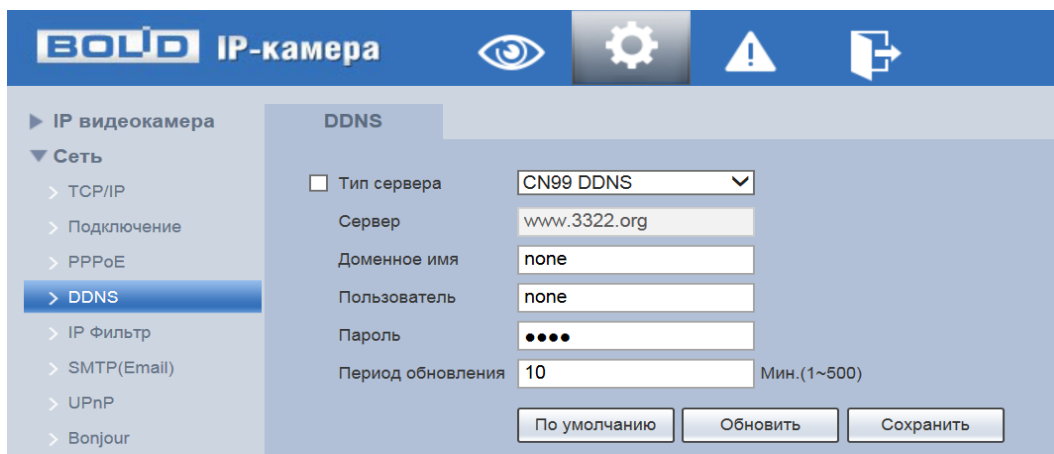 BOLID IP-камера
IP видеокамера
Сеть
TCP/IP
Подключение
PPPoE
DDNS
IP Фильтр
SMTP(Email)
UPnP
Bonjour
DDNS
Тип сервера CN99 DDNS
Сервер www.3322.org
Доменное имя none
Пользователь none
Пароль ●●●●
Период обновления 10 Мин.(1~500)
По умолчанию Обновить Сохранить